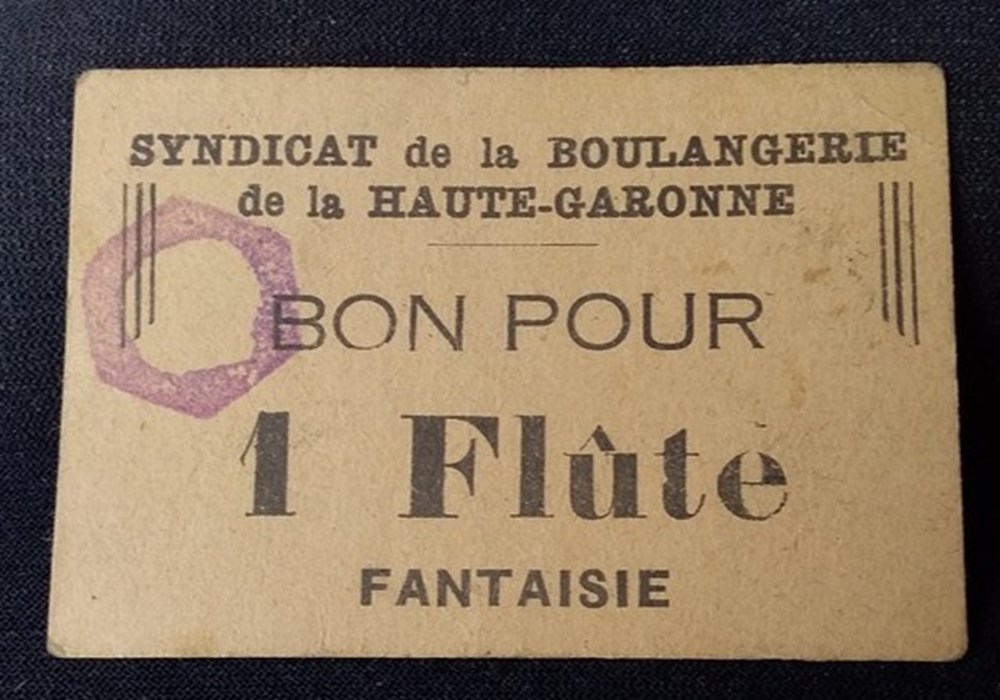 SYNDICAT de la BOULANGERIE
de la HAUTE-GARONNE
BON POUR
1 Flûte
FANTAISIE